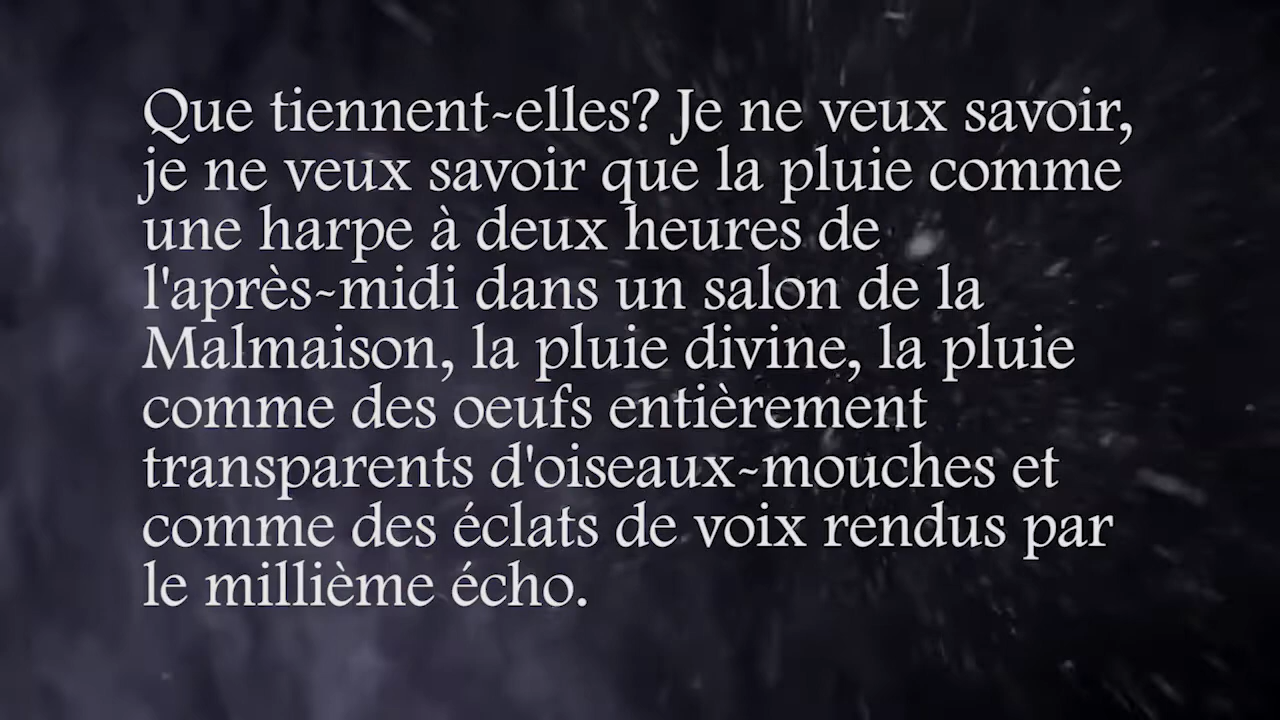 Que tiennent-elles? Je ne veux savoir,
je ne veux savoir que la pluie comme
une harpe à deux heures de
l'après-midi dans un salon de la
Malmaison, la pluie divine, la pluie
comme des oeufs entièrement
transparents d'oiseaux-mouches et
comme des éclats de voix rendus par
le millième écho.